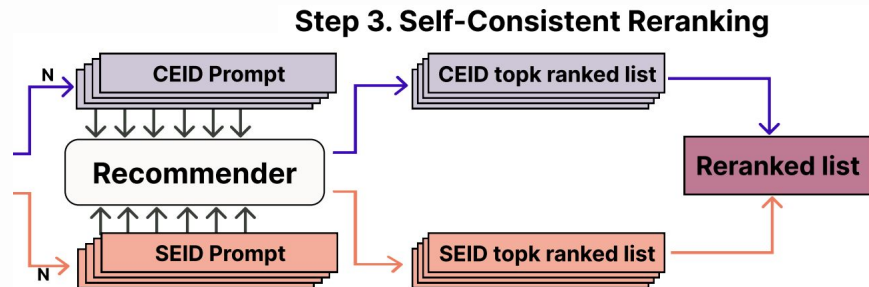 Step 3. Self-Consistent Reranking
N
CEID Prompt
CEID topk ranked list
Recommender
Reranked list
N
SEID Prompt
SEID topk ranked list